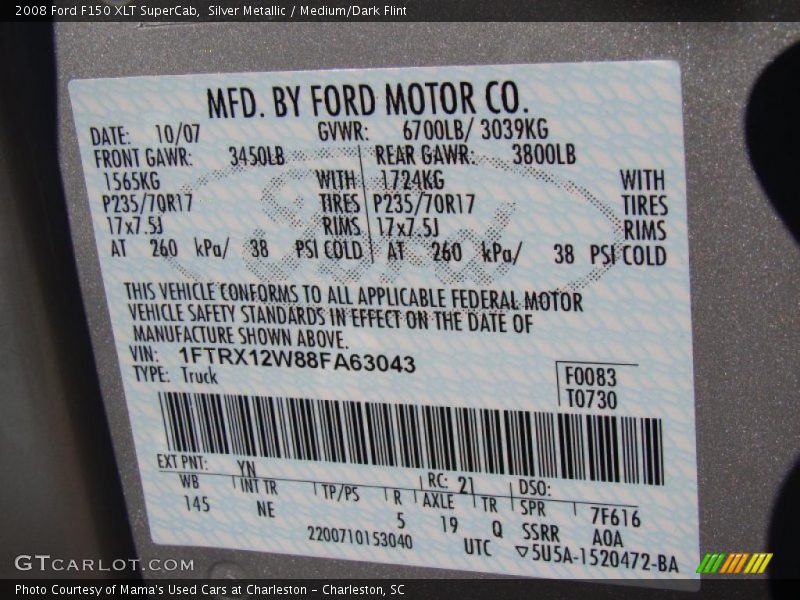 2008 Ford F150 XLT SuperCab,  Silver Metallic / Medium/Dark Flint
MFD. BY FORD MOTOR CO.
DATE: 10/07 GVWR: 6700LB/ 3039KG
FRONT GAWR: 3450LB REAR GAWR: 3800LB
1565KG WITH 1724KG WITH
P235/70R17 TIRES P235/70R17 TIRES
17x7.5J RIMS 17x7.5J RIMS
AT 260 kPa/ 38 PSI COLD AT 260 kPa/ 38 PSI COLD
Ford
THIS VEHICLE CONFORMS TO ALL APPLICABLE FEDERAL MOTOR
VEHICLE SAFETY STANDARDS IN EFFECT ON THE DATE OF
MANUFACTURE SHOWN ABOVE.
VIN: 1FTRX12W88FA63043
TYPE: Truck
F0083
T0730
EXT PNT: YN RC: 21 DSO:
WB INT TR TP/PS R AXLE TR SPR 7F616
145 NE 5 19 Q SSRR A0A
2200710153040 UTC ▽5U5A-1520472-BA
GTCARLOT.COM
Photo Courtesy of Mama's Used Cars at Charleston - Charleston, SC